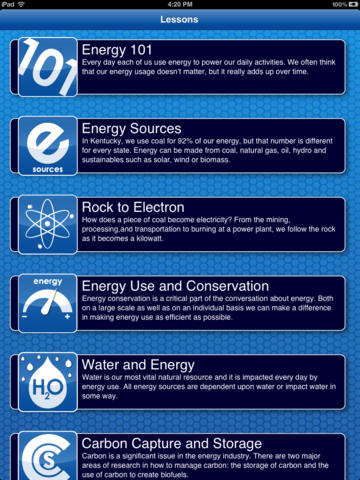 iPad 4:20 PM 100%
Lessons
101
Energy 101
Every day each of us use energy to power our daily activities. We often think
that our energy usage doesn't matter, but it really adds up over time.
e
sources
Energy Sources
In Kentucky, we use coal for 92% of our energy, but that number is different
for every state. Energy can be made from coal, natural gas, oil, hydro and
sustainables such as solar, wind or biomass.
Rock to Electron
How does a piece of coal become electricity? From the mining,
processing,and transportation to burning at a power plant, we follow the rock
as it becomes a kilowatt.
energy
- +
Energy Use and Conservation
Energy conservation is a critical part of the conversation about energy. Both
on a large scale as well as on an individual basis we can make a difference
in making energy use as efficient as possible.
H2O
Water and Energy
Water is our most vital natural resource and it is impacted every day by
energy use. All energy sources are dependent upon water or impact water in
some way.
CCS
Carbon Capture and Storage
Carbon is a significant issue in the energy industry. There are two major
areas of research in how to manage carbon: the storage of carbon and the
use of carbon to create biofuels.